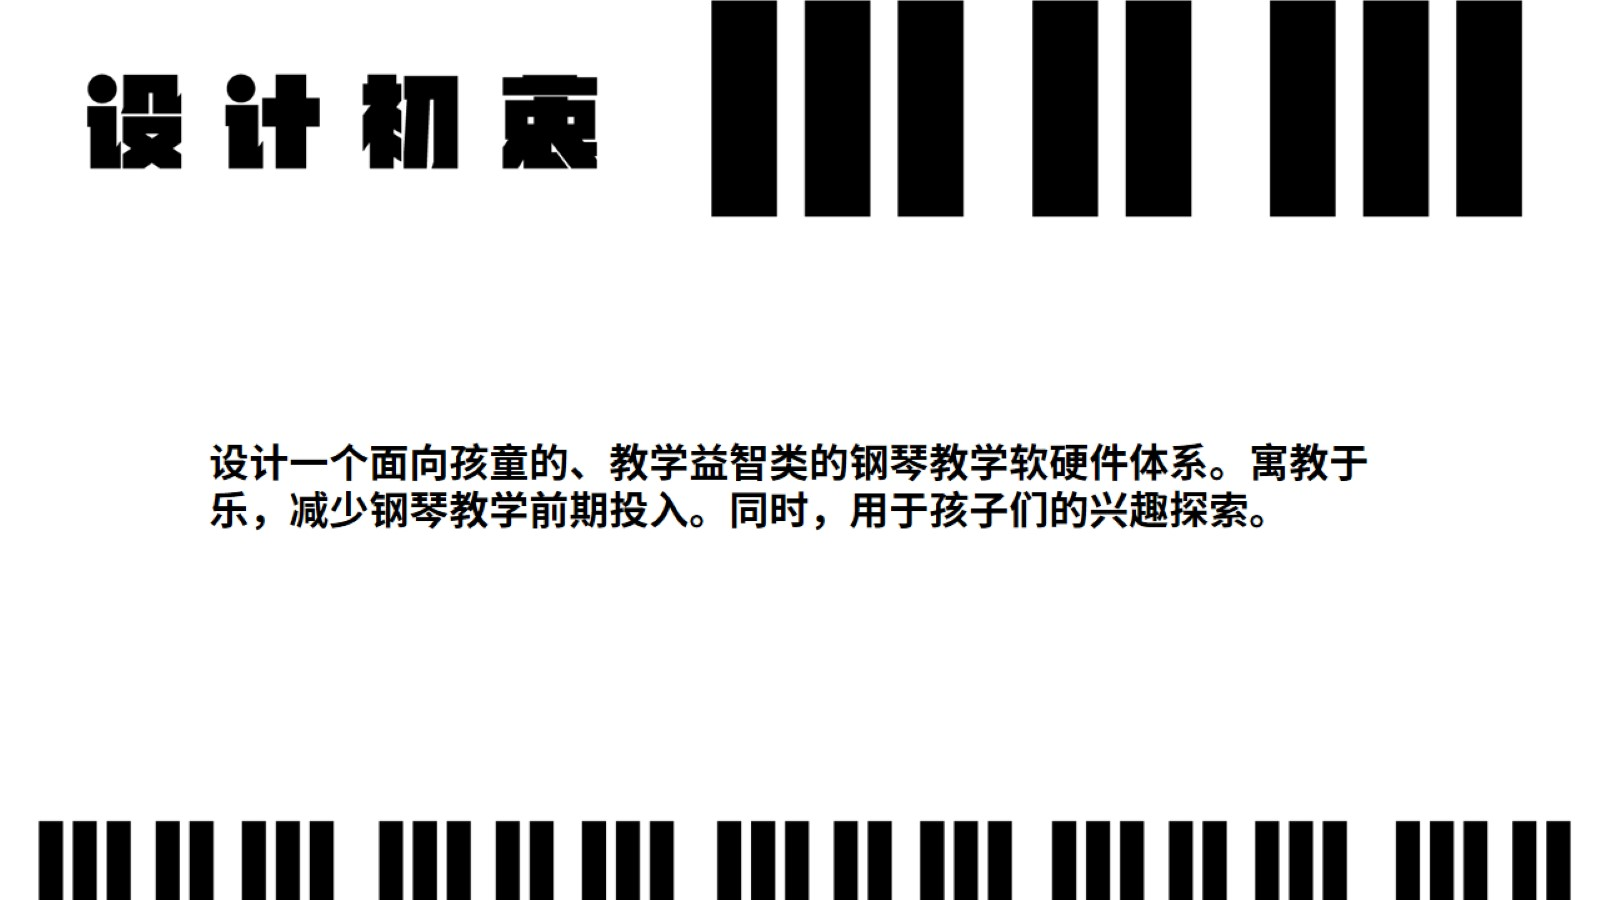 设计初衷
设计一个面向孩童的、教学益智类的钢琴教学软硬件体系。寓教于
乐，减少钢琴教学前期投入。同时，用于孩子们的兴趣探索。